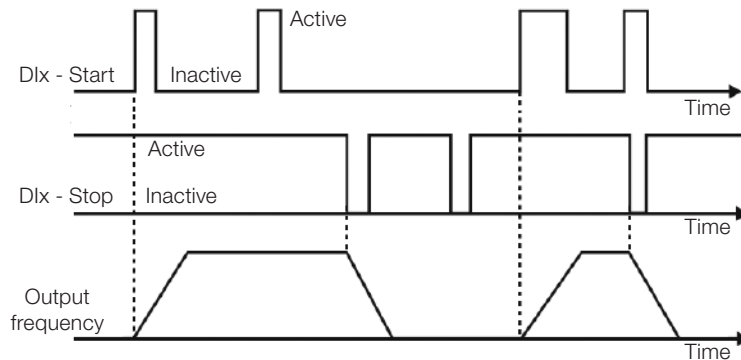 Active
DIx - Start
Inactive
Time
Active
DIx - Stop
Inactive
Time
Output
frequency
Time